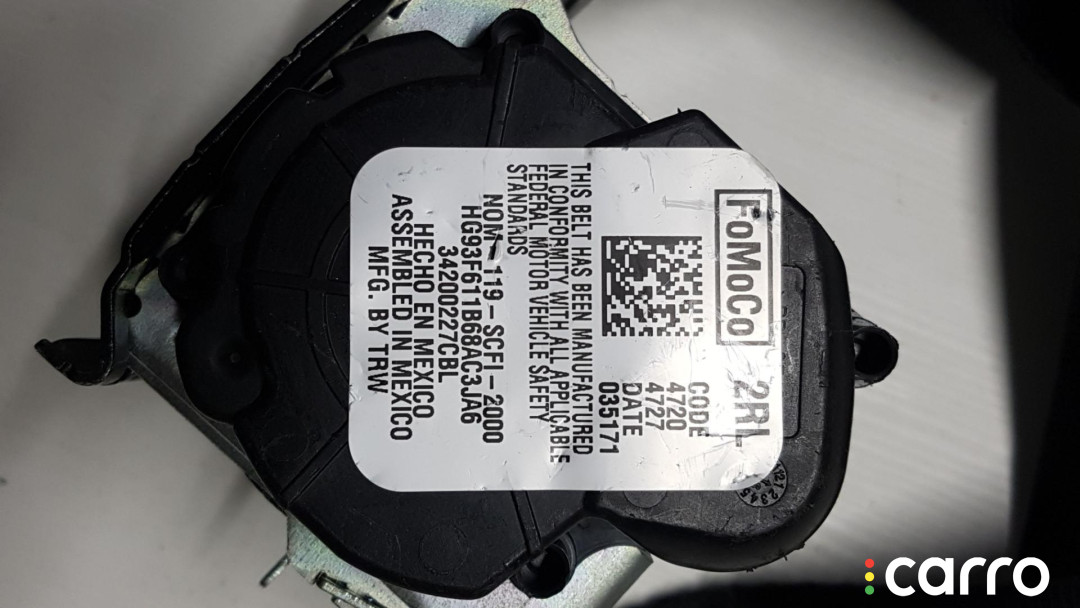 FoMoCo 2RL
CODE
4720
4727
DATE
035171
THIS BELT HAS BEEN MANUFACTURED
IN CONFORMITY WITH ALL APPLICABLE
FEDERAL MOTOR VEHICLE SAFETY
STANDARDS
NOM-119-SCFI-2000
HG93F611B68AC3JA6
34200227CBL
HECHO EN MEXICO
ASSEMBLED IN MEXICO
MFG. BY TRW
carro